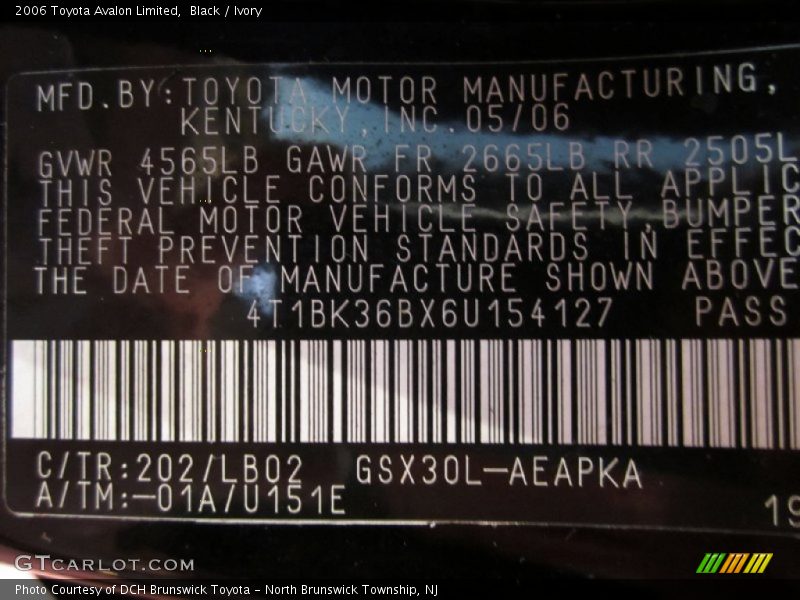 2006 Toyota Avalon Limited,  Black / Ivory
MFD.BY:TOYOTA MOTOR MANUFACTURING,
KENTUCKY,INC.05/06
GVWR 4565LB GAWR FR 2665LB RR 2505L
THIS VEHICLE CONFORMS TO ALL APPLIC
FEDERAL MOTOR VEHICLE SAFETY,BUMPER
THEFT PREVENTION STANDARDS IN EFFEC
THE DATE OF MANUFACTURE SHOWN ABOVE
4T1BK36BX6U154127 PASS
C/TR:202/LB02 GSX30L-AEAPKA
A/TM:-01A/U151E
19
GTCARLOT.COM
Photo Courtesy of DCH Brunswick Toyota - North Brunswick Township, NJ